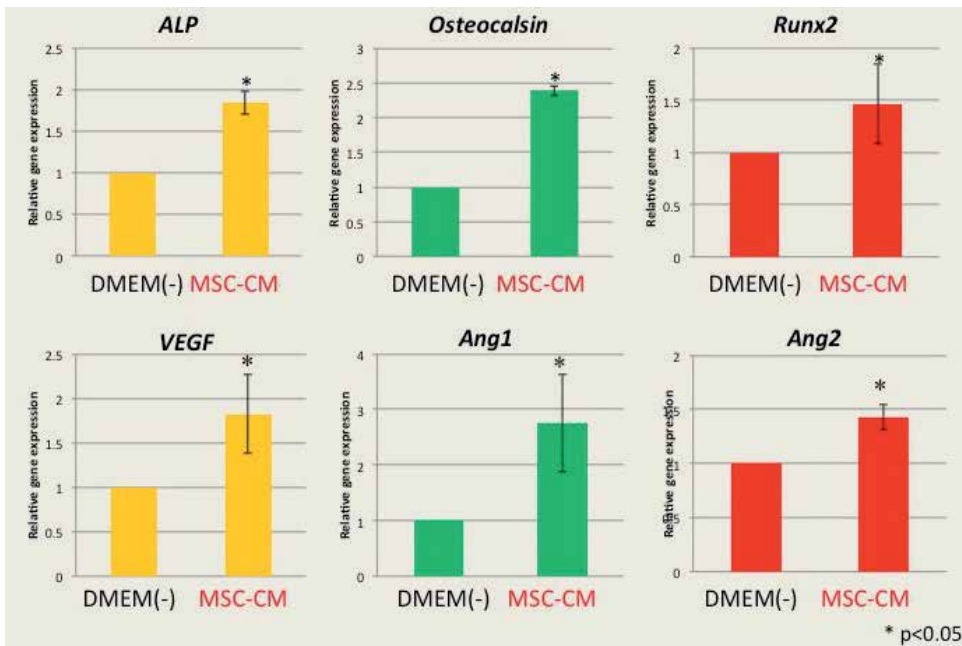 ALP
Relative gene expression
2.5
2
1.5
1
0.5
0
*
DMEM(-) MSC-CM
Osteocalsin
Relative gene expression
3
2.5
2
1.5
1
0.5
0
*
DMEM(-) MSC-CM
Runx2
Relative gene expression
2
1.5
1
0.5
0
*
DMEM(-) MSC-CM
VEGF
Relative gene expression
2.5
2
1.5
1
0.5
0
*
DMEM(-) MSC-CM
Ang1
Relative gene expression
4
3
2
1
0
*
DMEM(-) MSC-CM
Ang2
Relative gene expression
2
1.5
1
0.5
0
*
DMEM(-) MSC-CM
* p<0.05